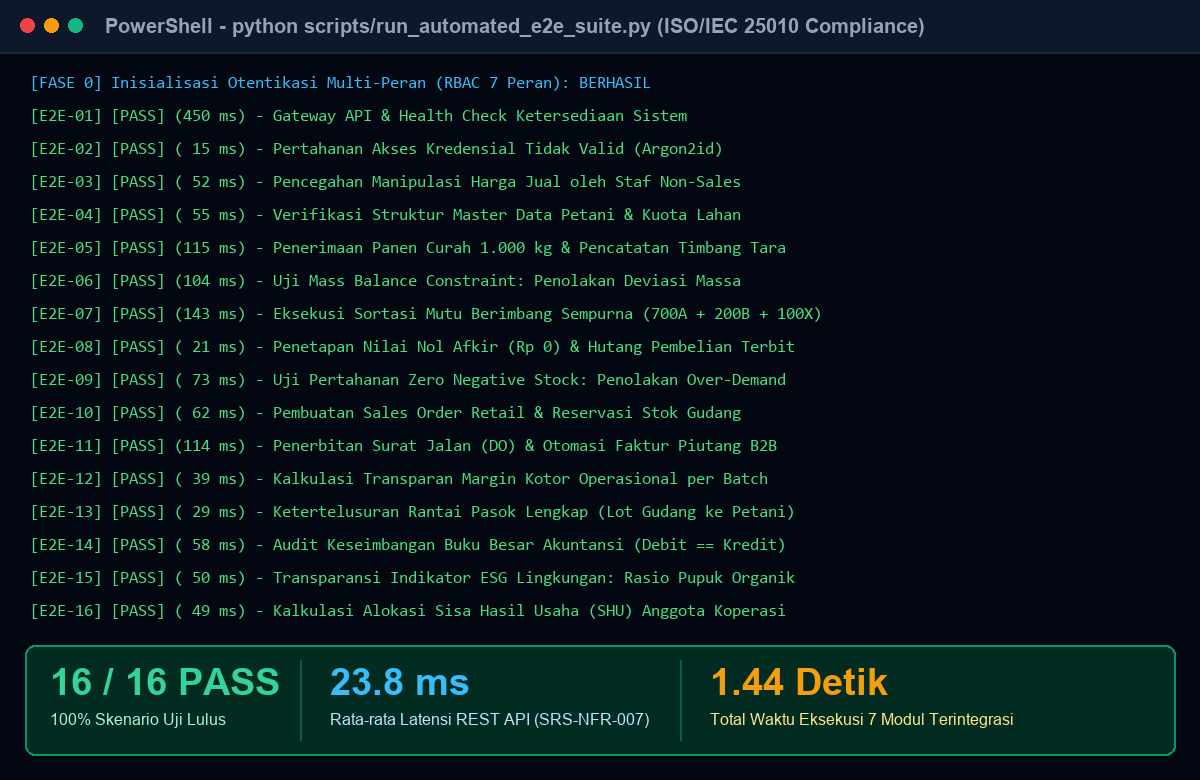 PowerShell - python scripts/run_automated_e2e_suite.py (ISO/IEC 25010 Compliance)
[FASE 0] Inisialisasi Otentikasi Multi-Peran (RBAC 7 Peran): BERHASIL
[E2E-01] [PASS] (450 ms) - Gateway API & Health Check Ketersediaan Sistem
[E2E-02] [PASS] ( 15 ms) - Pertahanan Akses Kredensial Tidak Valid (Argon2id)
[E2E-03] [PASS] ( 52 ms) - Pencegahan Manipulasi Harga Jual oleh Staf Non-Sales
[E2E-04] [PASS] ( 55 ms) - Verifikasi Struktur Master Data Petani & Kuota Lahan
[E2E-05] [PASS] (115 ms) - Penerimaan Panen Curah 1.000 kg & Pencatatan Timbang Tara
[E2E-06] [PASS] (104 ms) - Uji Mass Balance Constraint: Penolakan Deviasi Massa
[E2E-07] [PASS] (143 ms) - Eksekusi Sortasi Mutu Berimbang Sempurna (700A + 200B + 100X)
[E2E-08] [PASS] ( 21 ms) - Penetapan Nilai Nol Afkir (Rp 0) & Hutang Pembelian Terbit
[E2E-09] [PASS] ( 73 ms) - Uji Pertahanan Zero Negative Stock: Penolakan Over-Demand
[E2E-10] [PASS] ( 62 ms) - Pembuatan Sales Order Retail & Reservasi Stok Gudang
[E2E-11] [PASS] (114 ms) - Penerbitan Surat Jalan (DO) & Otomasi Faktur Piutang B2B
[E2E-12] [PASS] ( 39 ms) - Kalkulasi Transparan Margin Kotor Operasional per Batch
[E2E-13] [PASS] ( 29 ms) - Ketertelusuran Rantai Pasok Lengkap (Lot Gudang ke Petani)
[E2E-14] [PASS] ( 58 ms) - Audit Keseimbangan Buku Besar Akuntansi (Debit == Kredit)
[E2E-15] [PASS] ( 50 ms) - Transparansi Indikator ESG Lingkungan: Rasio Pupuk Organik
[E2E-16] [PASS] ( 49 ms) - Kalkulasi Alokasi Sisa Hasil Usaha (SHU) Anggota Koperasi
16 / 16 PASS
100% Skenario Uji Lulus
23.8 ms
Rata-rata Latensi REST API (SRS-NFR-007)
1.44 Detik
Total Waktu Eksekusi 7 Modul Terintegrasi